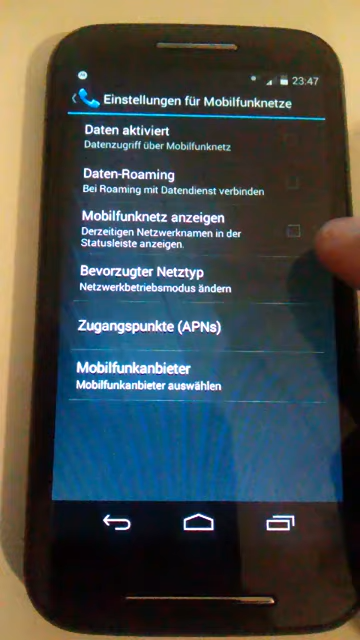 23:47
Einstellungen für Mobilfunknetze
Daten aktiviert
Datenzugriff über Mobilfunknetz
Daten-Roaming
Bei Roaming mit Datendienst verbinden
Mobilfunknetz anzeigen
Derzeitigen Netzwerknamen in der
Statusleiste anzeigen.
Bevorzugter Netztyp
Netzwerkbetriebsmodus ändern
Zugangspunkte (APNs)
Mobilfunkanbieter
Mobilfunkanbieter auswählen